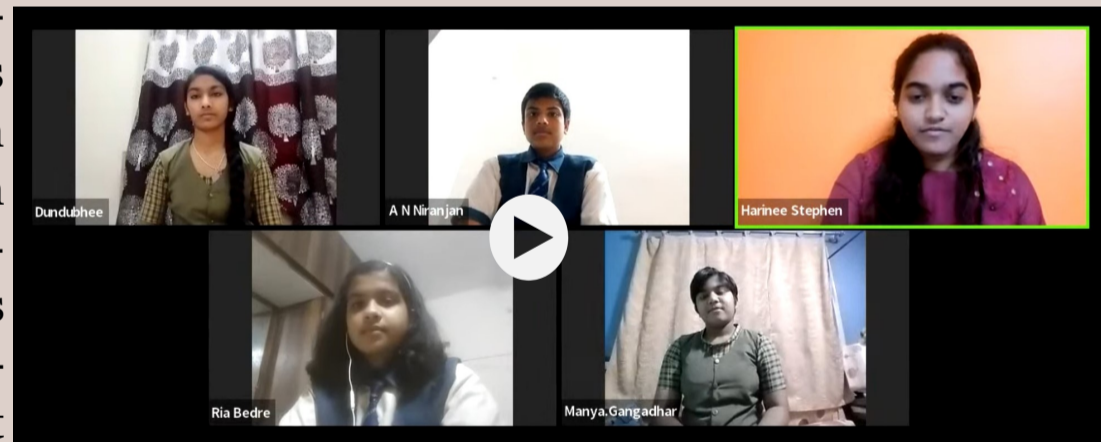 Dundubhee
A N Niranjan
Harinee Stephen
Ria Bedre
Manya.Gangadhar